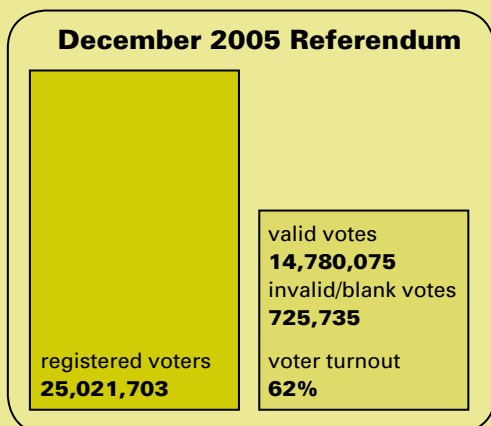 December 2005 Referendum
registered voters
25,021,703
valid votes
14,780,075
invalid/blank votes
725,735
voter turnout
62%